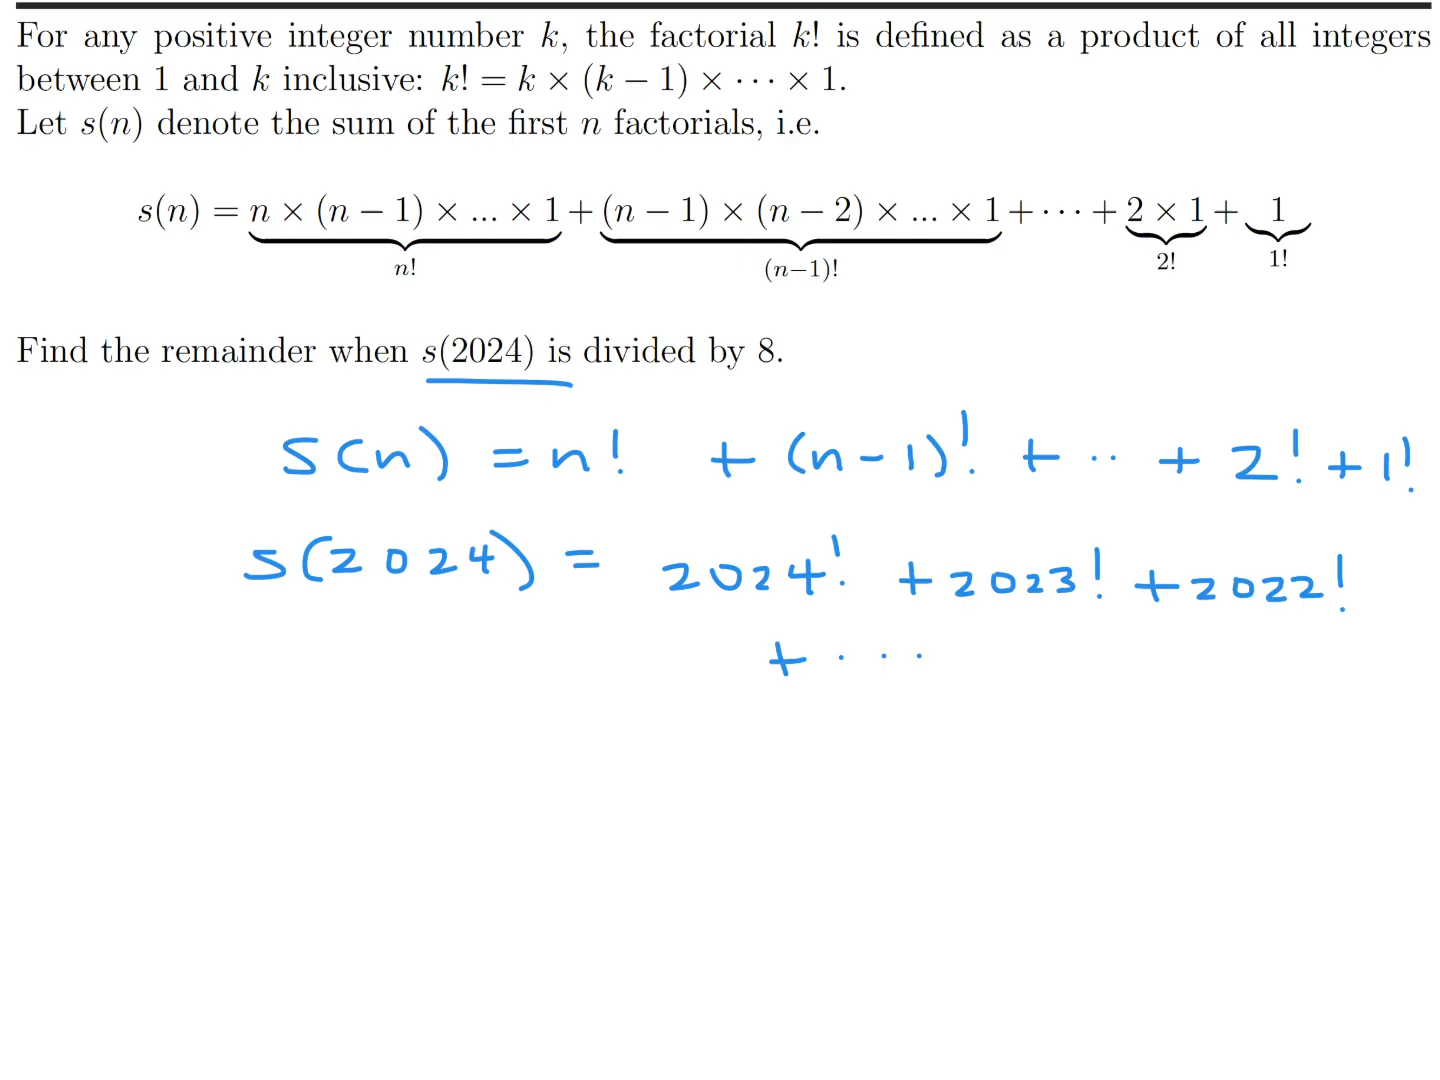 For any positive integer number k, the factorial k! is defined as a product of all integers
between 1 and k inclusive: k! = k × (k − 1) × ⋯ × 1.
Let s(n) denote the sum of the first n factorials, i.e.
s(n) = n × (n − 1) × ... × 1 + (n − 1) × (n − 2) × ... × 1 + ⋯ + 2 × 1 + 1
n! (n−1)! 2! 1!
Find the remainder when s(2024) is divided by 8.
s(n) = n! + (n-1)! + .. + 2! + 1!
s(2024) = 2024! + 2023! + 2022!
+ ...